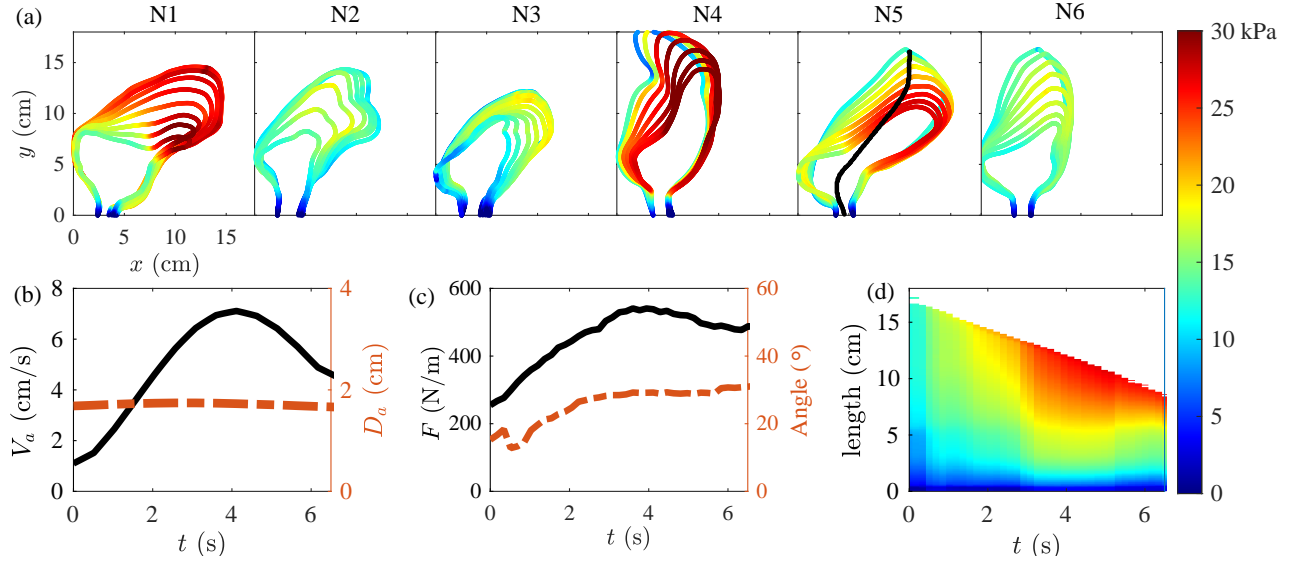 (a) N1 N2 N3 N4 N5 N6
15
10
5
0
y (cm)
0 5 10 15
x (cm)
30 kPa
25
20
15
10
5
0
(b)
8
6
4
2
0
V_a (cm/s)
4
2
0
D_a (cm)
0 2 4 6
t (s)
(c)
600
400
200
0
F (N/m)
60
40
20
0
Angle (°)
0 2 4 6
t (s)
(d)
15
10
5
0
length (cm)
0 2 4 6
t (s)